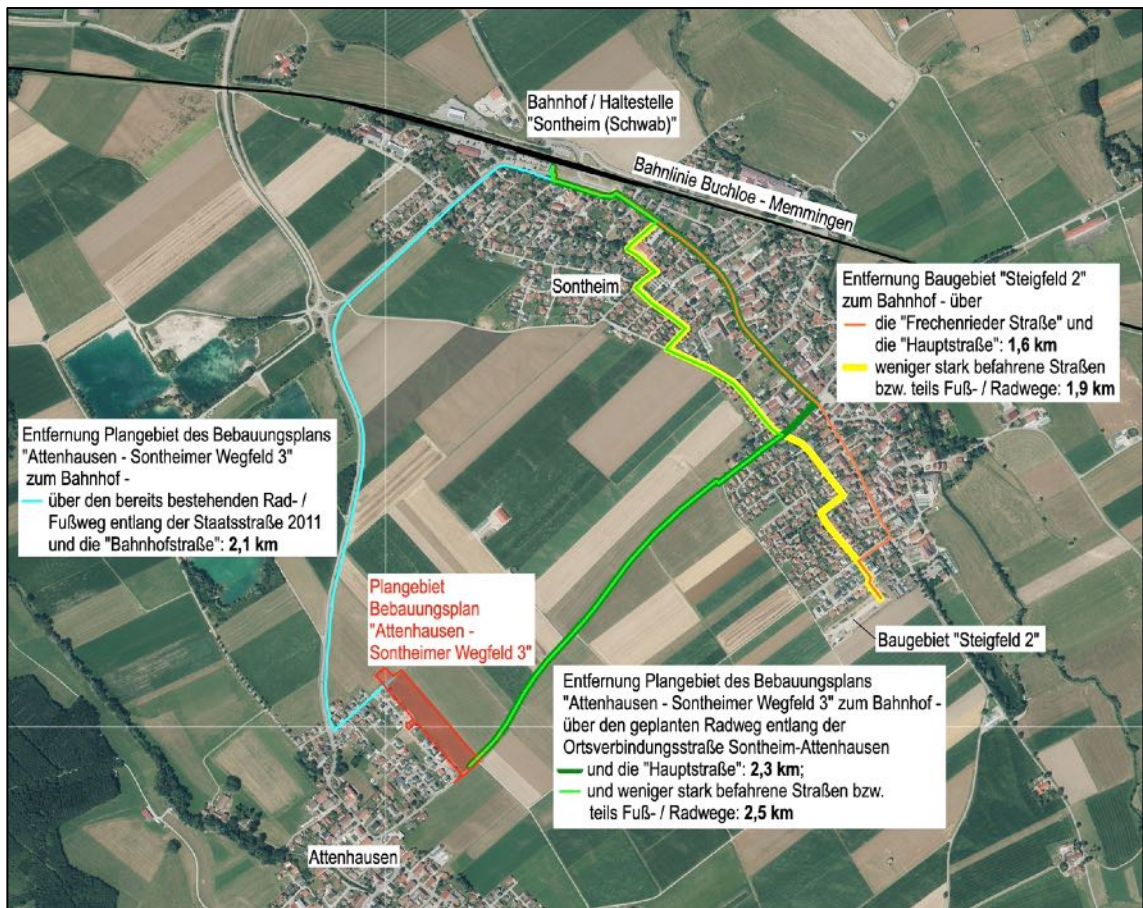 Bahnhof / Haltestelle
"Sontheim (Schwab)"
Bahnlinie Buchloe - Memmingen
Sontheim
Entfernung Baugebiet "Steigfeld 2"
zum Bahnhof - über
die "Frechenrieder Straße" und
die "Hauptstraße": 1,6 km
weniger stark befahrene Straßen
bzw. teils Fuß- / Radwege: 1,9 km
Entfernung Plangebiet des Bebauungsplans
"Attenhausen - Sontheimer Wegfeld 3"
zum Bahnhof -
über den bereits bestehenden Rad- /
Fußweg entlang der Staatsstraße 2011
und die "Bahnhofstraße": 2,1 km
Plangebiet
Bebauungsplan
"Attenhausen -
Sontheimer Wegfeld 3"
Baugebiet "Steigfeld 2"
Entfernung Plangebiet des Bebauungsplans
"Attenhausen - Sontheimer Wegfeld 3" zum Bahnhof -
über den geplanten Radweg entlang der
Ortsverbindungsstraße Sontheim-Attenhausen
und die "Hauptstraße": 2,3 km;
und weniger stark befahrene Straßen bzw.
teils Fuß- / Radwege: 2,5 km
Attenhausen